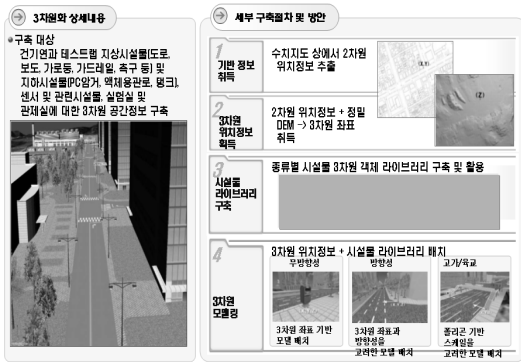 3차원화 상세내용
구축 대상
건기연과 테스트랩 지상시설물(도로,
보도, 가로등, 가드레일, 축구 등) 및
지하시설물(PC암거, 액체용관로, 탱크),
센서 및 관련시설물, 실험실 및
관제실에 대한 3차원 공간정보 구축
세부 구축절차 및 방안
1
기반 정보
취득
수치지도 상에서 2차원
위치정보 추출
(X,Y)
(Z)
2
3차원
위치정보
획득
2차원 위치정보 + 정밀
DEM -> 3차원 좌표
취득
3
시설물
라이브러리
구축
종류별 시설물 3차원 객체 라이브러리 구축 및 활용
4
3차원
모델링
3차원 위치정보 + 시설물 라이브러리 배치
무방향성
방향성
고가/육교
3차원 좌표 기반
모델 배치
3차원 좌표과
방향성을
고려한 모델 배치
폴리곤 기반
스케일을
고려한 모델 배치